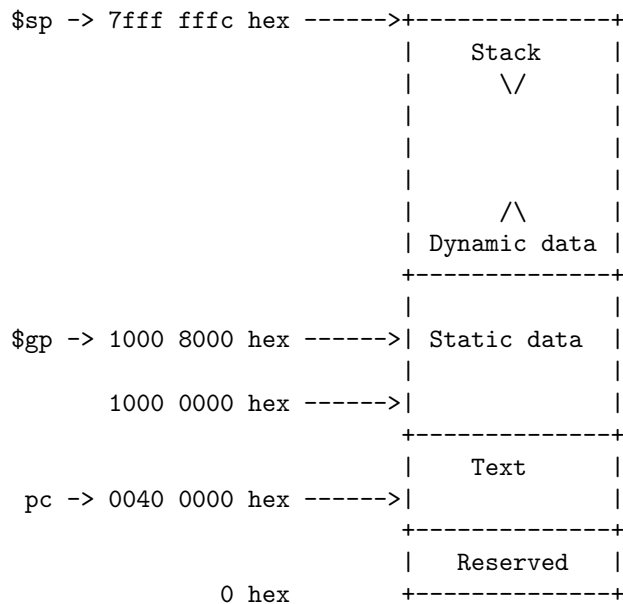 $sp -> 7fff fffc hex ------>+--------------+
                            |    Stack     |
                            |      \/      |
                            |              |
                            |              |
                            |              |
                            |      /\      |
                            | Dynamic data |
                            +--------------+
                            |              |
$gp -> 1000 8000 hex ------>| Static data  |
                            |              |
       1000 0000 hex ------>|              |
                            +--------------+
                            |    Text      |
 pc -> 0040 0000 hex ------>|              |
                            +--------------+
                            |   Reserved   |
               0 hex        +--------------+